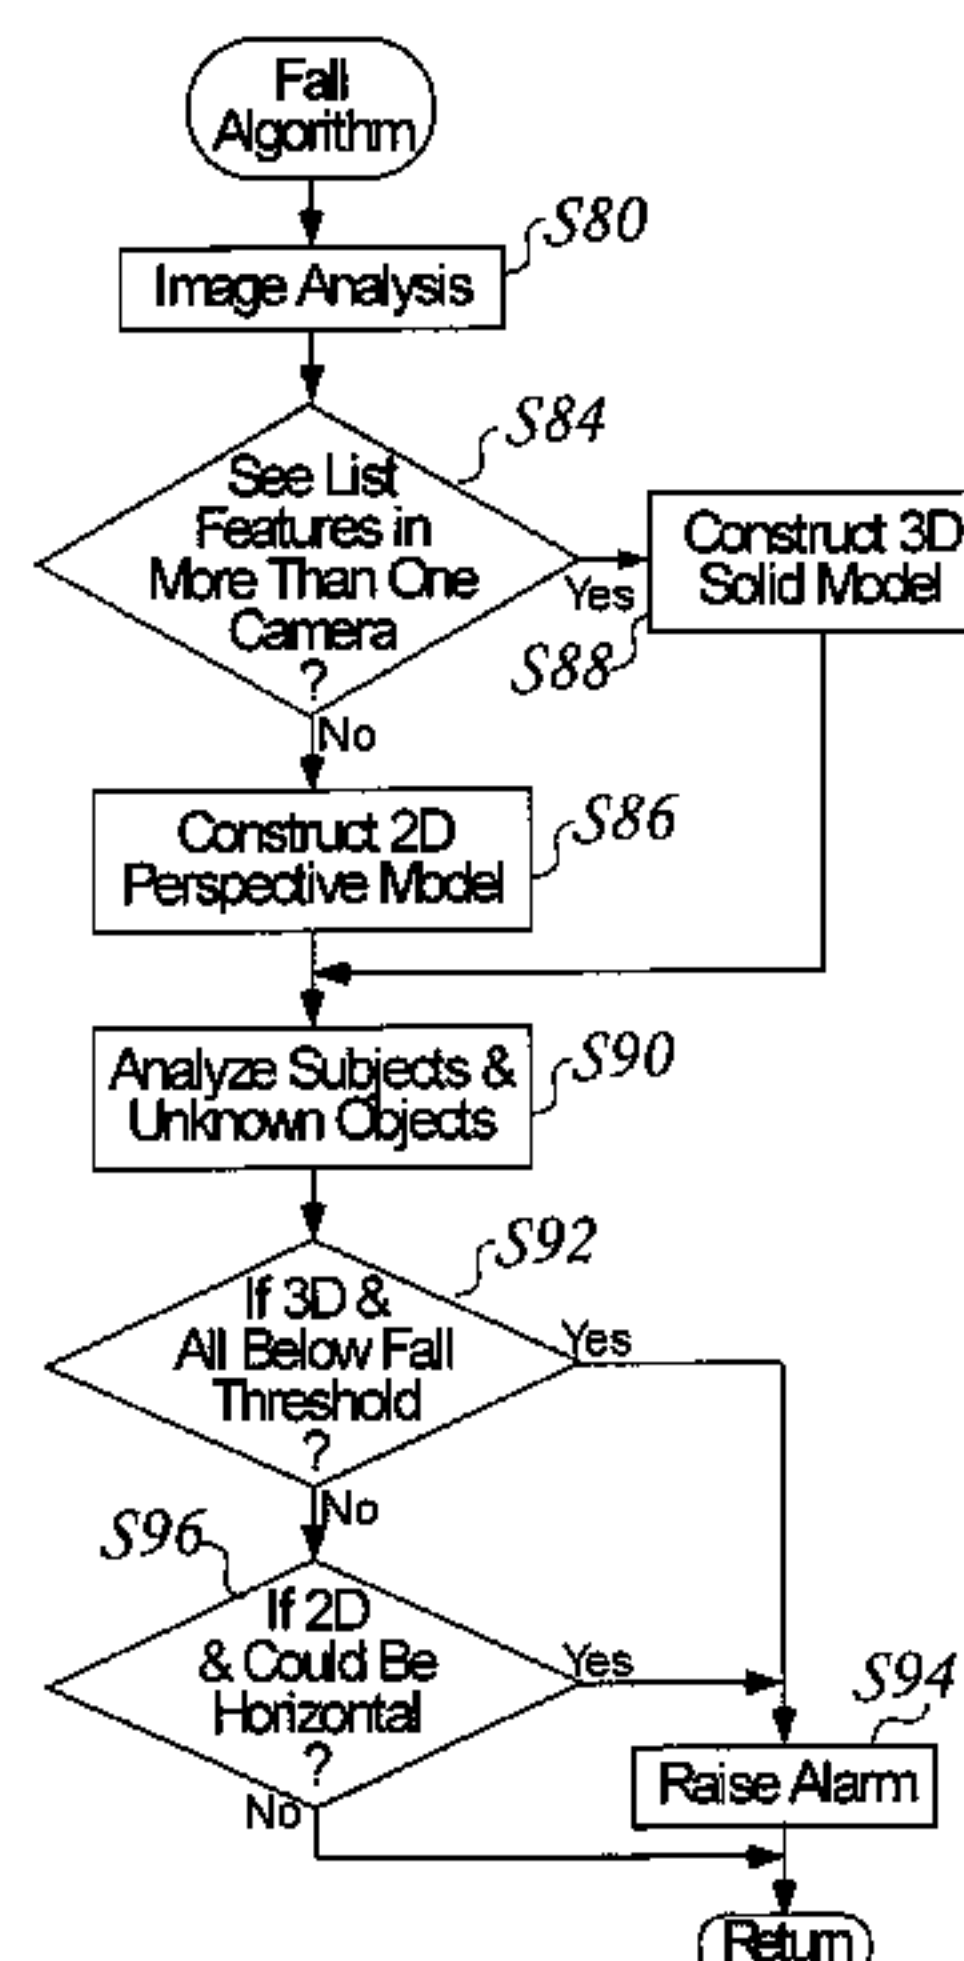 Fall
Algorithm
S80
Image Analysis
S84
See List
Features in
More Than One
Camera
?
Yes
Construct 3D
Solid Model
S88
No
S86
Construct 2D
Perspective Model
S90
Analyze Subjects &
Unknown Objects
S92
If 3D &
All Below Fall
Threshold
?
Yes
No
S96
If 2D
& Could Be
Horizontal
?
Yes
S94
Raise Alarm
No
Return